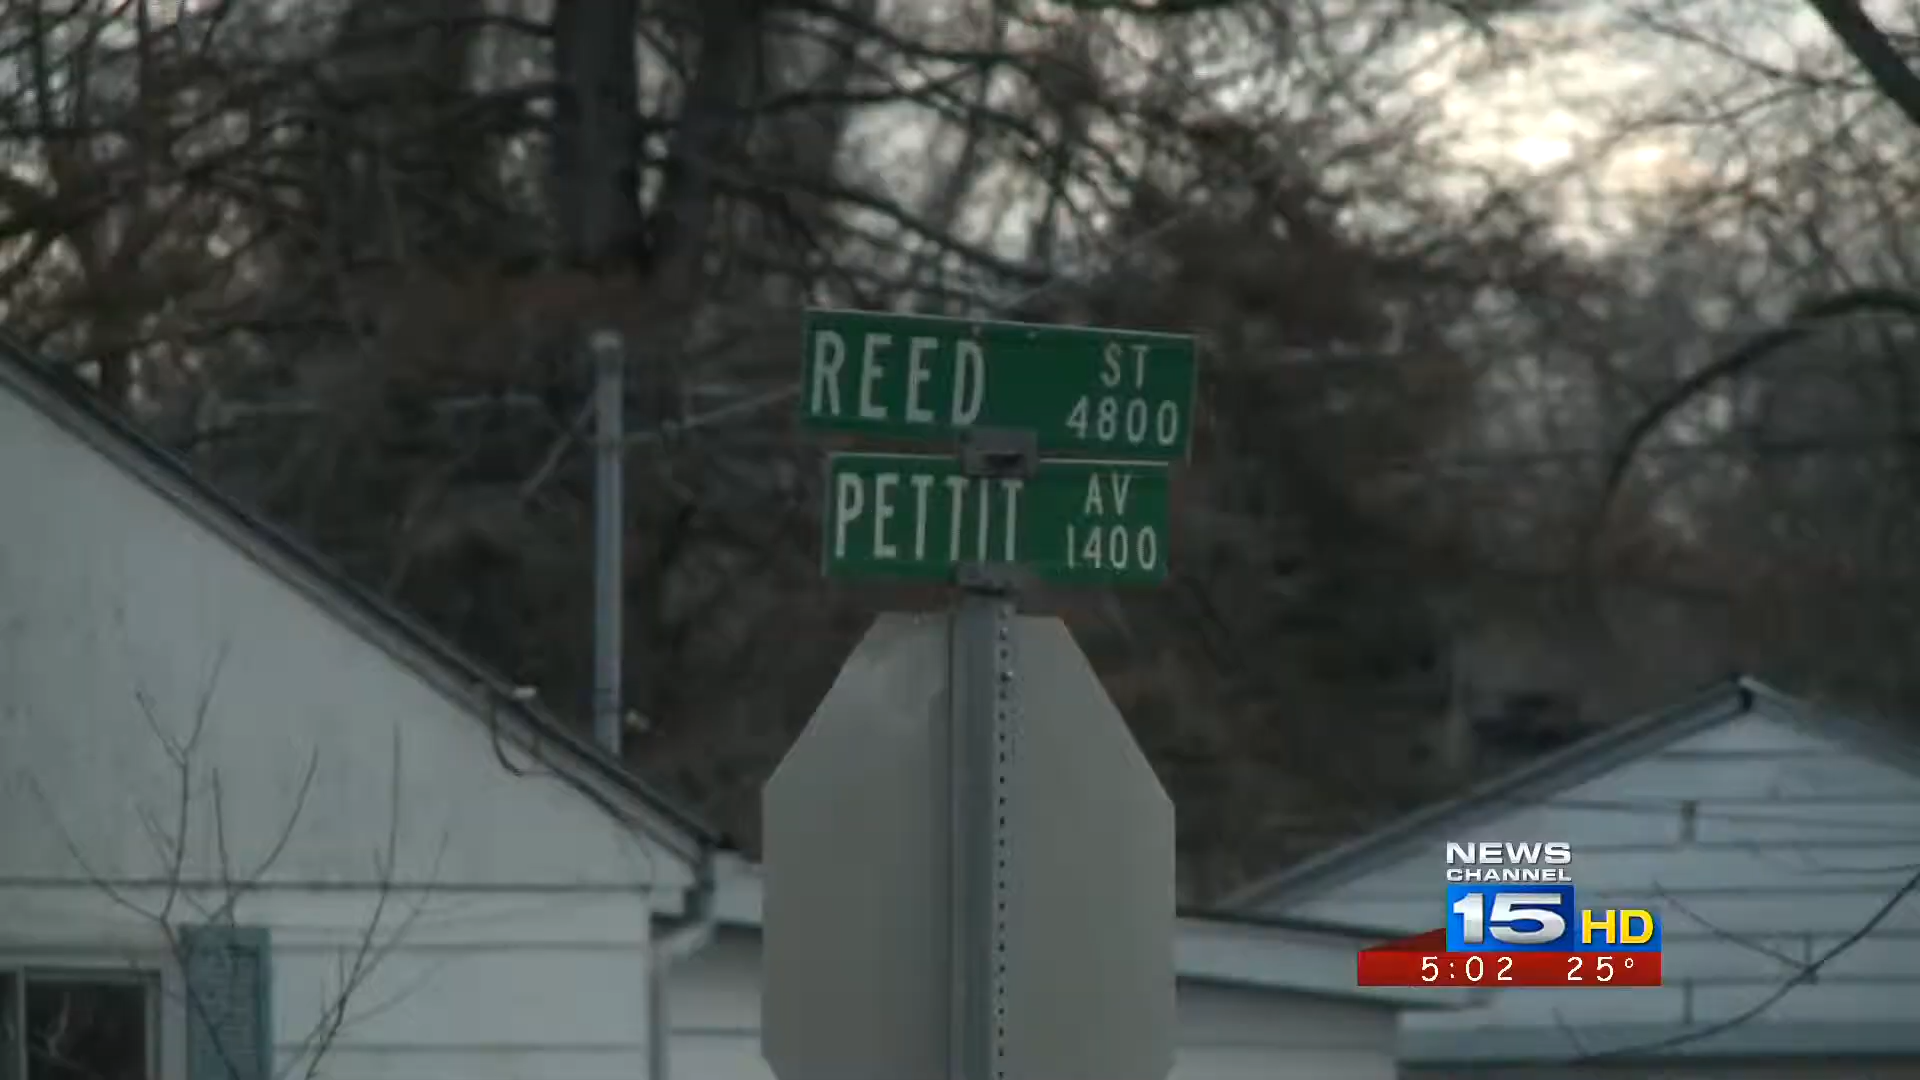 REED ST
4800
PETTIT AV
1400
NEWS
CHANNEL
15 HD
5:02 25°